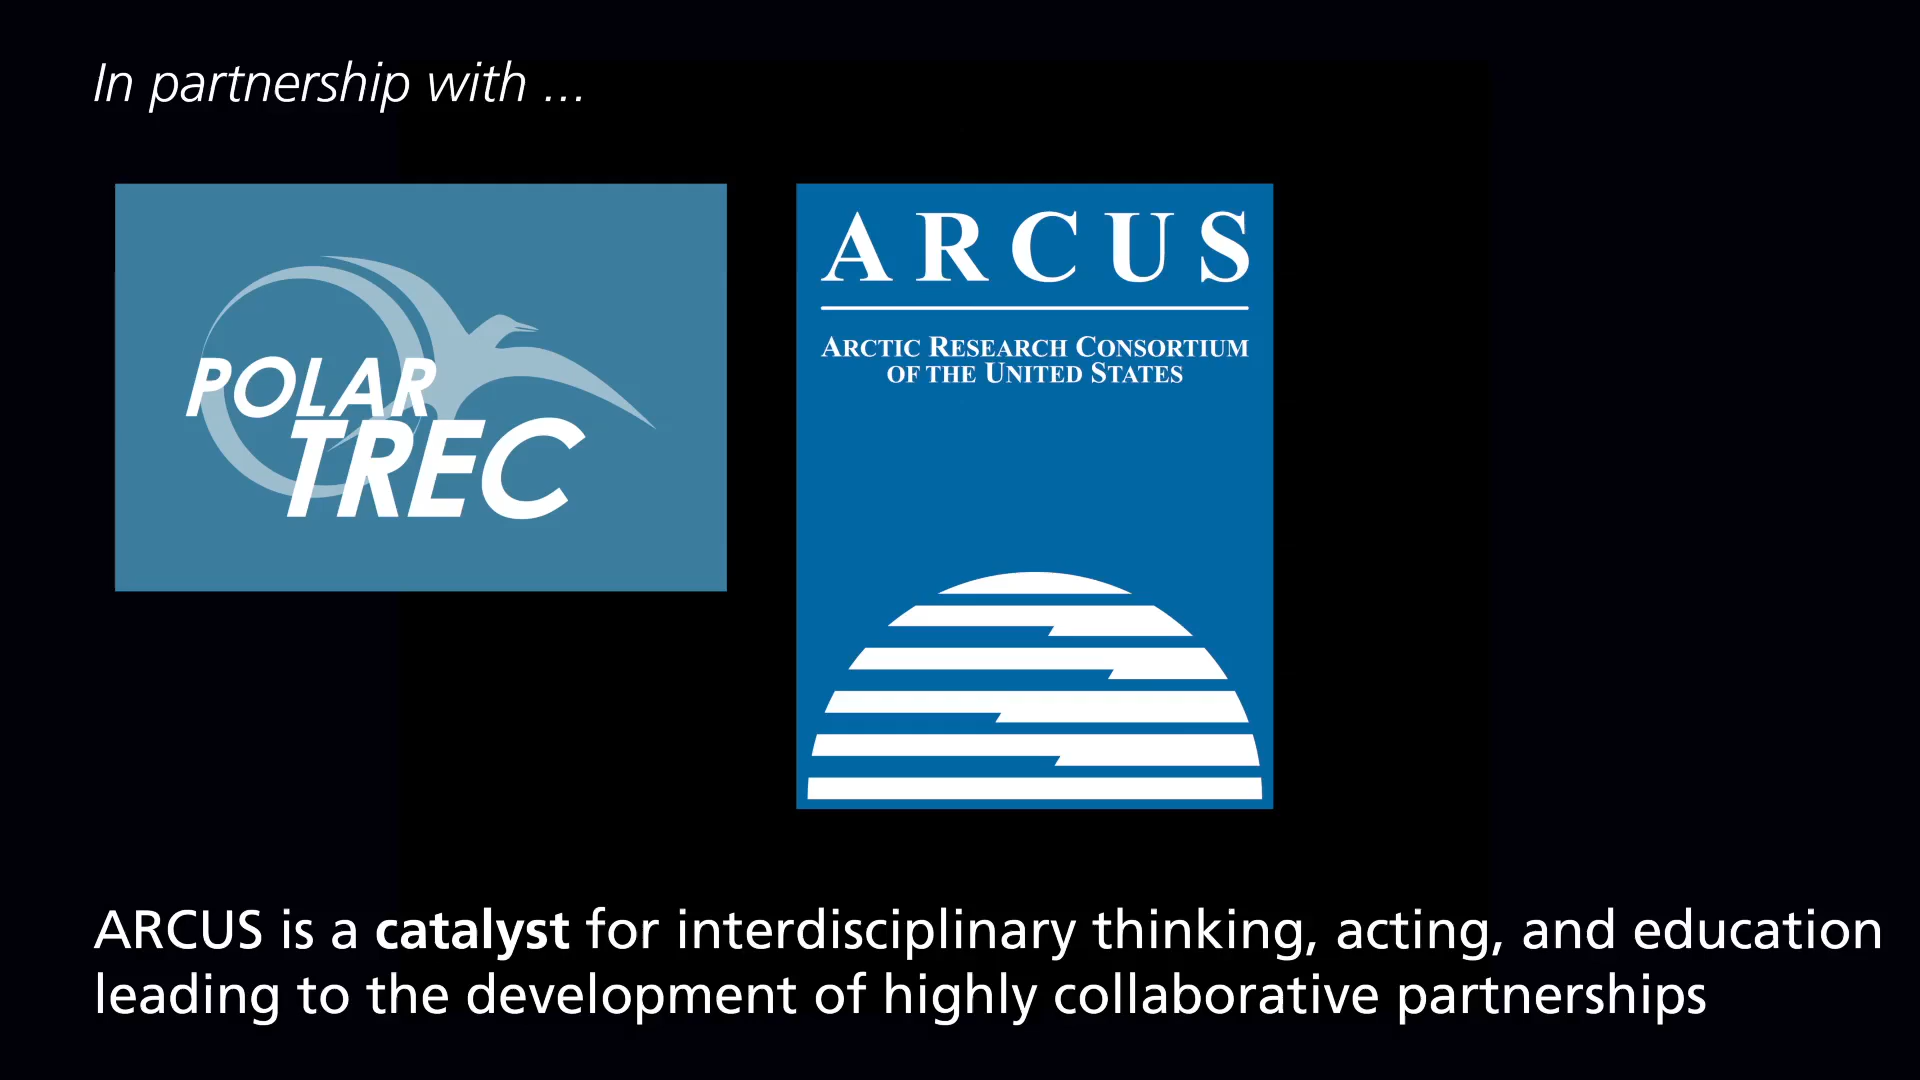 In partnership with ...
POLAR
TREC
ARCUS
ARCTIC RESEARCH CONSORTIUM
OF THE UNITED STATES
ARCUS is a catalyst for interdisciplinary thinking, acting, and education
leading to the development of highly collaborative partnerships